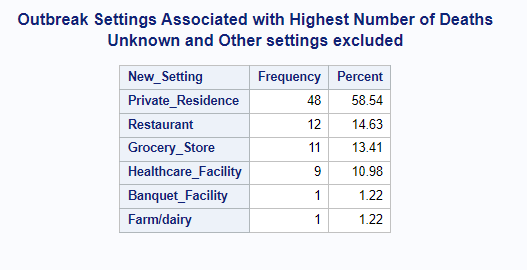 Outbreak Settings Associated with Highest Number of Deaths
Unknown and Other settings excluded
New_Setting Frequency Percent
Private_Residence 48 58.54
Restaurant 12 14.63
Grocery_Store 11 13.41
Healthcare_Facility 9 10.98
Banquet_Facility 1 1.22
Farm/dairy 1 1.22